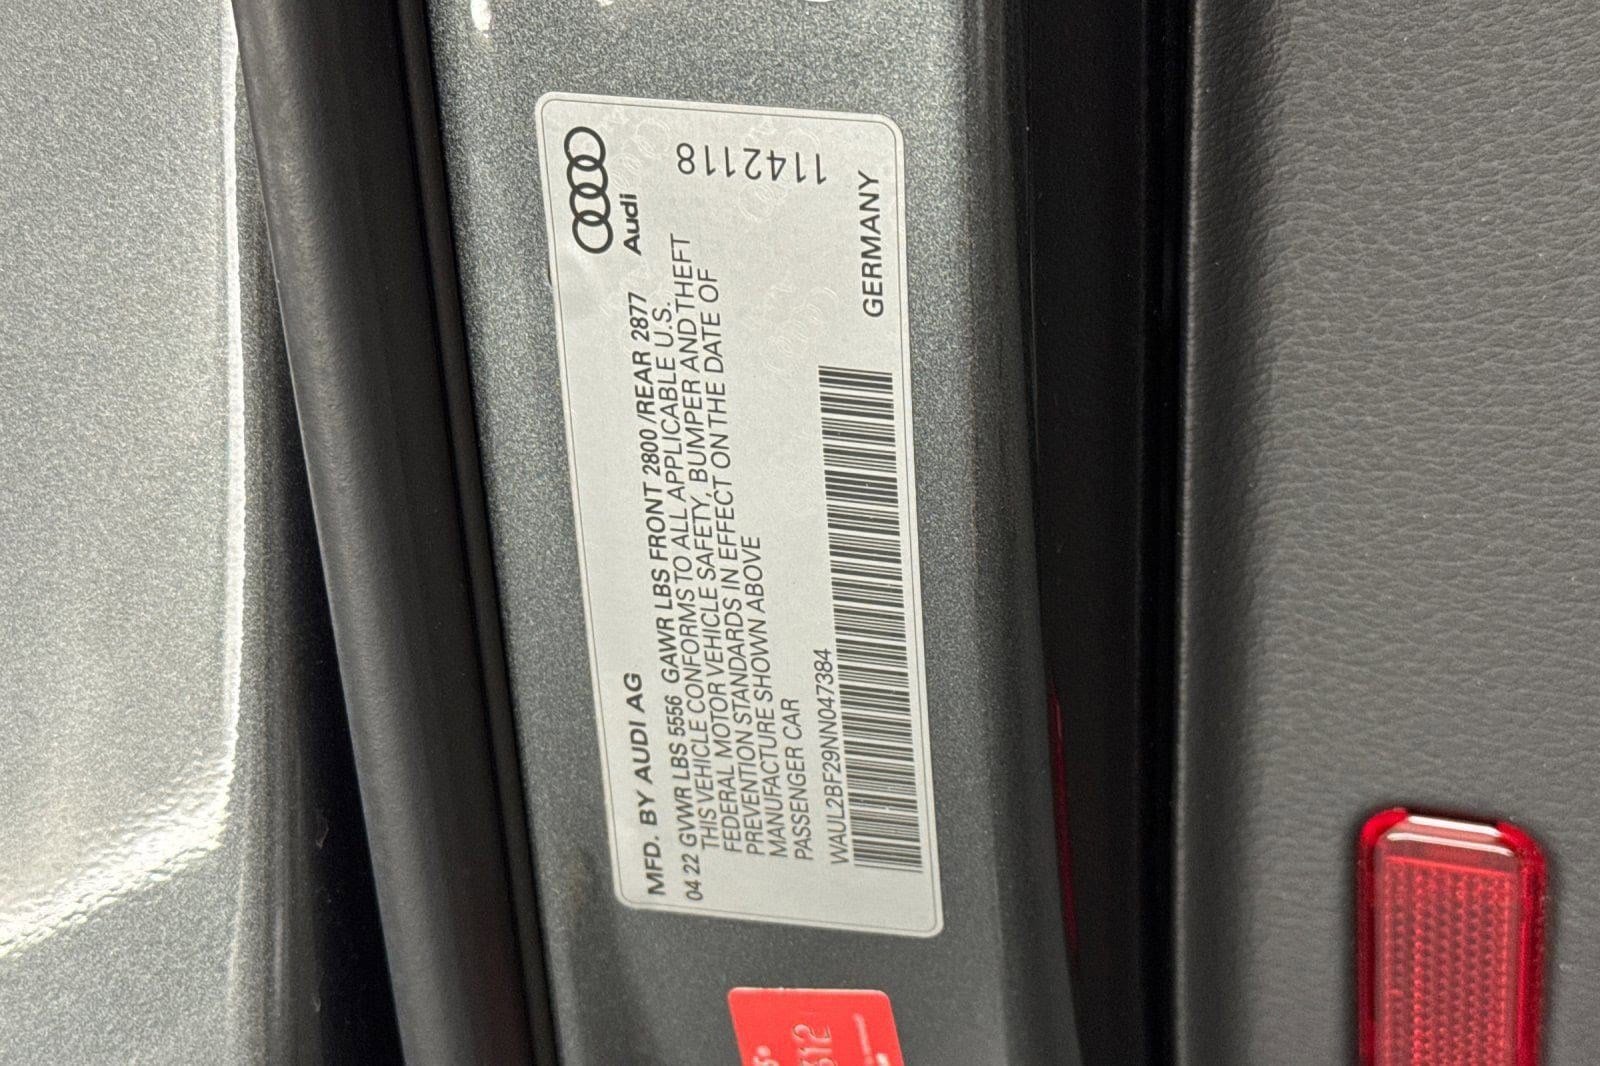 MFD. BY AUDI AG
Audi
04 22 GVWR LBS 5556 GAWR LBS FRONT 2800 /REAR 2877
THIS VEHICLE CONFORMS TO ALL APPLICABLE U.S.
FEDERAL MOTOR VEHICLE SAFETY, BUMPER AND THEFT
PREVENTION STANDARDS IN EFFECT ON THE DATE OF
MANUFACTURE SHOWN ABOVE
PASSENGER CAR
1142118
WAUL2BF29NN047384
GERMANY